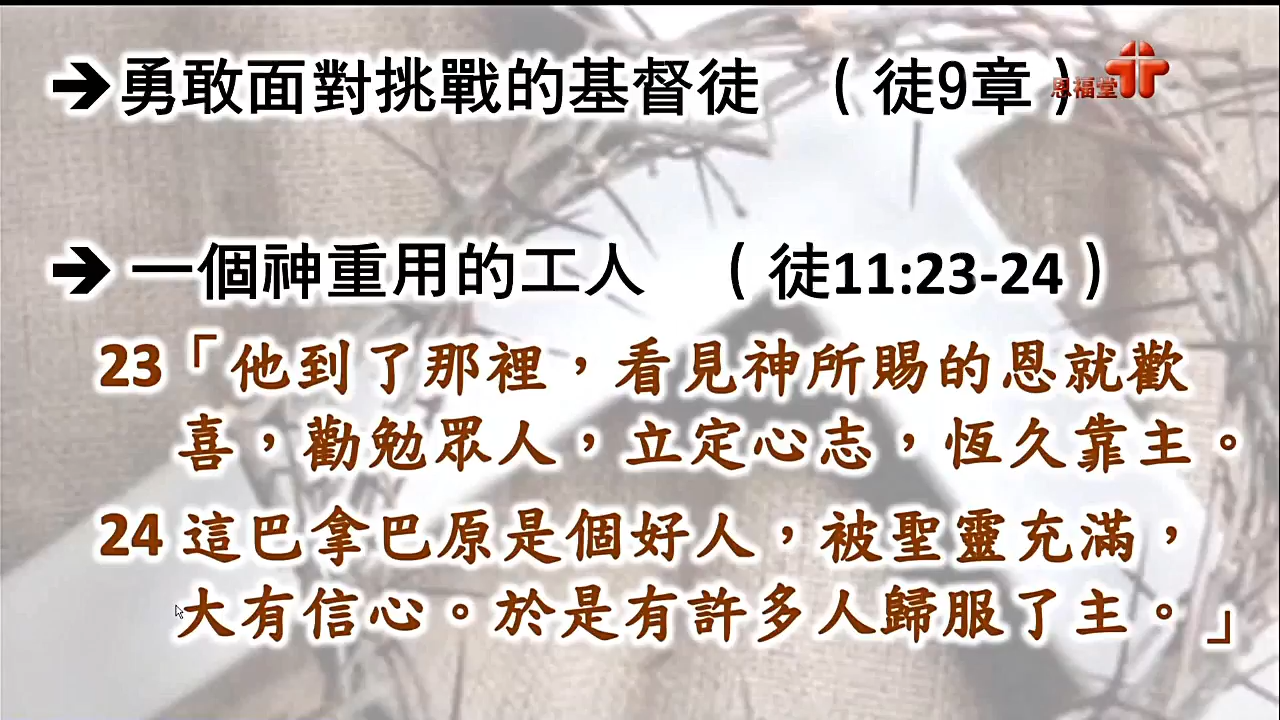 ➔勇敢面對挑戰的基督徒 （徒9章）
恩福堂
➔ 一個神重用的工人 （徒11:23-24）
23「他到了那裡，看見神所賜的恩就歡
喜，勸勉眾人，立定心志，恆久靠主。
24 這巴拿巴原是個好人，被聖靈充滿，
大有信心。於是有許多人歸服了主。」